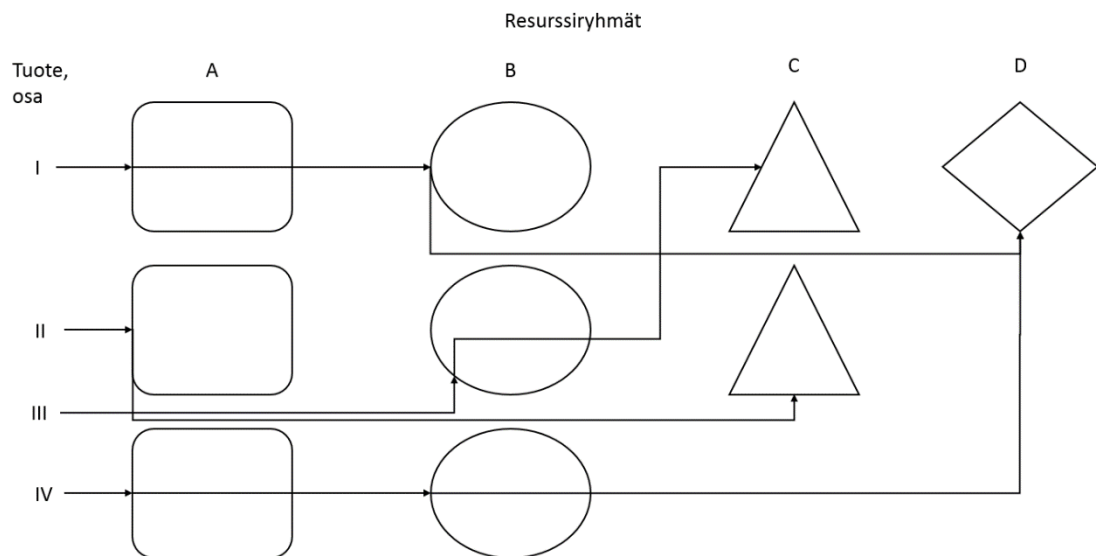 Resurssiryhmät
Tuote,
osa
A
B
C
D
I
II
III
IV